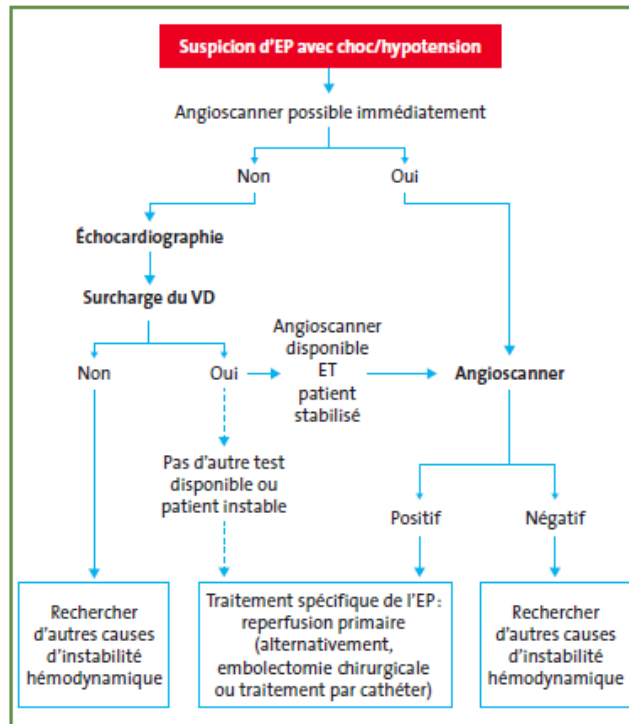 Suspicion d'EP avec choc/hypotension
Angioscanner possible immédiatement
Non
Oui
Échocardiographie
Surcharge du VD
Non
Oui
Angioscanner
disponible
ET
patient
stabilisé
Angioscanner
Pas d'autre test
disponible ou
patient instable
Positif
Négatif
Rechercher
d'autres causes
d'instabilité
hémodynamique
Traitement spécifique de l'EP:
reperfusion primaire
(alternativement,
embolectomie chirurgicale
ou traitement par cathéter)
Rechercher
d'autres causes
d'instabilité
hémodynamique